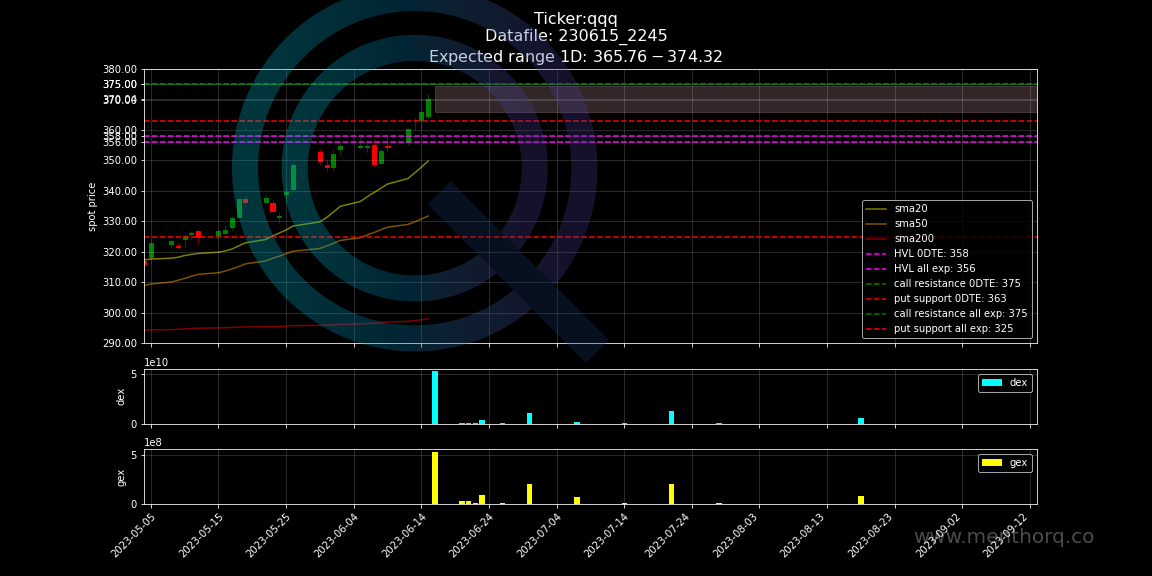 Ticker:qqq
Datafile: 230615_2245
Expected range 1D: 365.76 − 374.32
380.00
375.00
370.04
360.00
358.00
356.00
350.00
340.00
330.00
320.00
310.00
300.00
290.00
spot price
sma20
sma50
sma200
HVL 0DTE: 358
HVL all exp: 356
call resistance 0DTE: 375
put support 0DTE: 363
call resistance all exp: 375
put support all exp: 325
1e10
5
0
dex
dex
1e8
5
0
gex
gex
2023-05-05
2023-05-15
2023-05-25
2023-06-04
2023-06-14
2023-06-24
2023-07-04
2023-07-14
2023-07-24
2023-08-03
2023-08-13
2023-08-23
2023-09-02
2023-09-12
www.menthorq.co